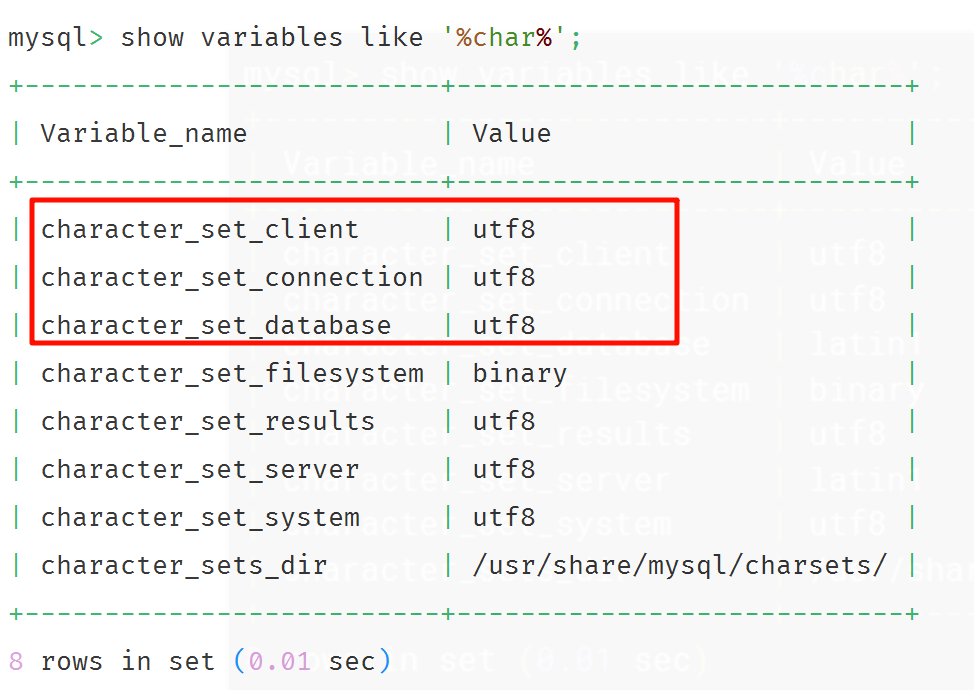 mysql> show variables like '%char%';
+--------------------------+----------------------------+
| Variable_name            | Value                      |
+--------------------------+----------------------------+
| character_set_client     | utf8                       |
| character_set_connection | utf8                       |
| character_set_database   | utf8                       |
| character_set_filesystem | binary                     |
| character_set_results    | utf8                       |
| character_set_server     | utf8                       |
| character_set_system     | utf8                       |
| character_sets_dir       | /usr/share/mysql/charsets/ |
+--------------------------+----------------------------+
8 rows in set (0.01 sec)